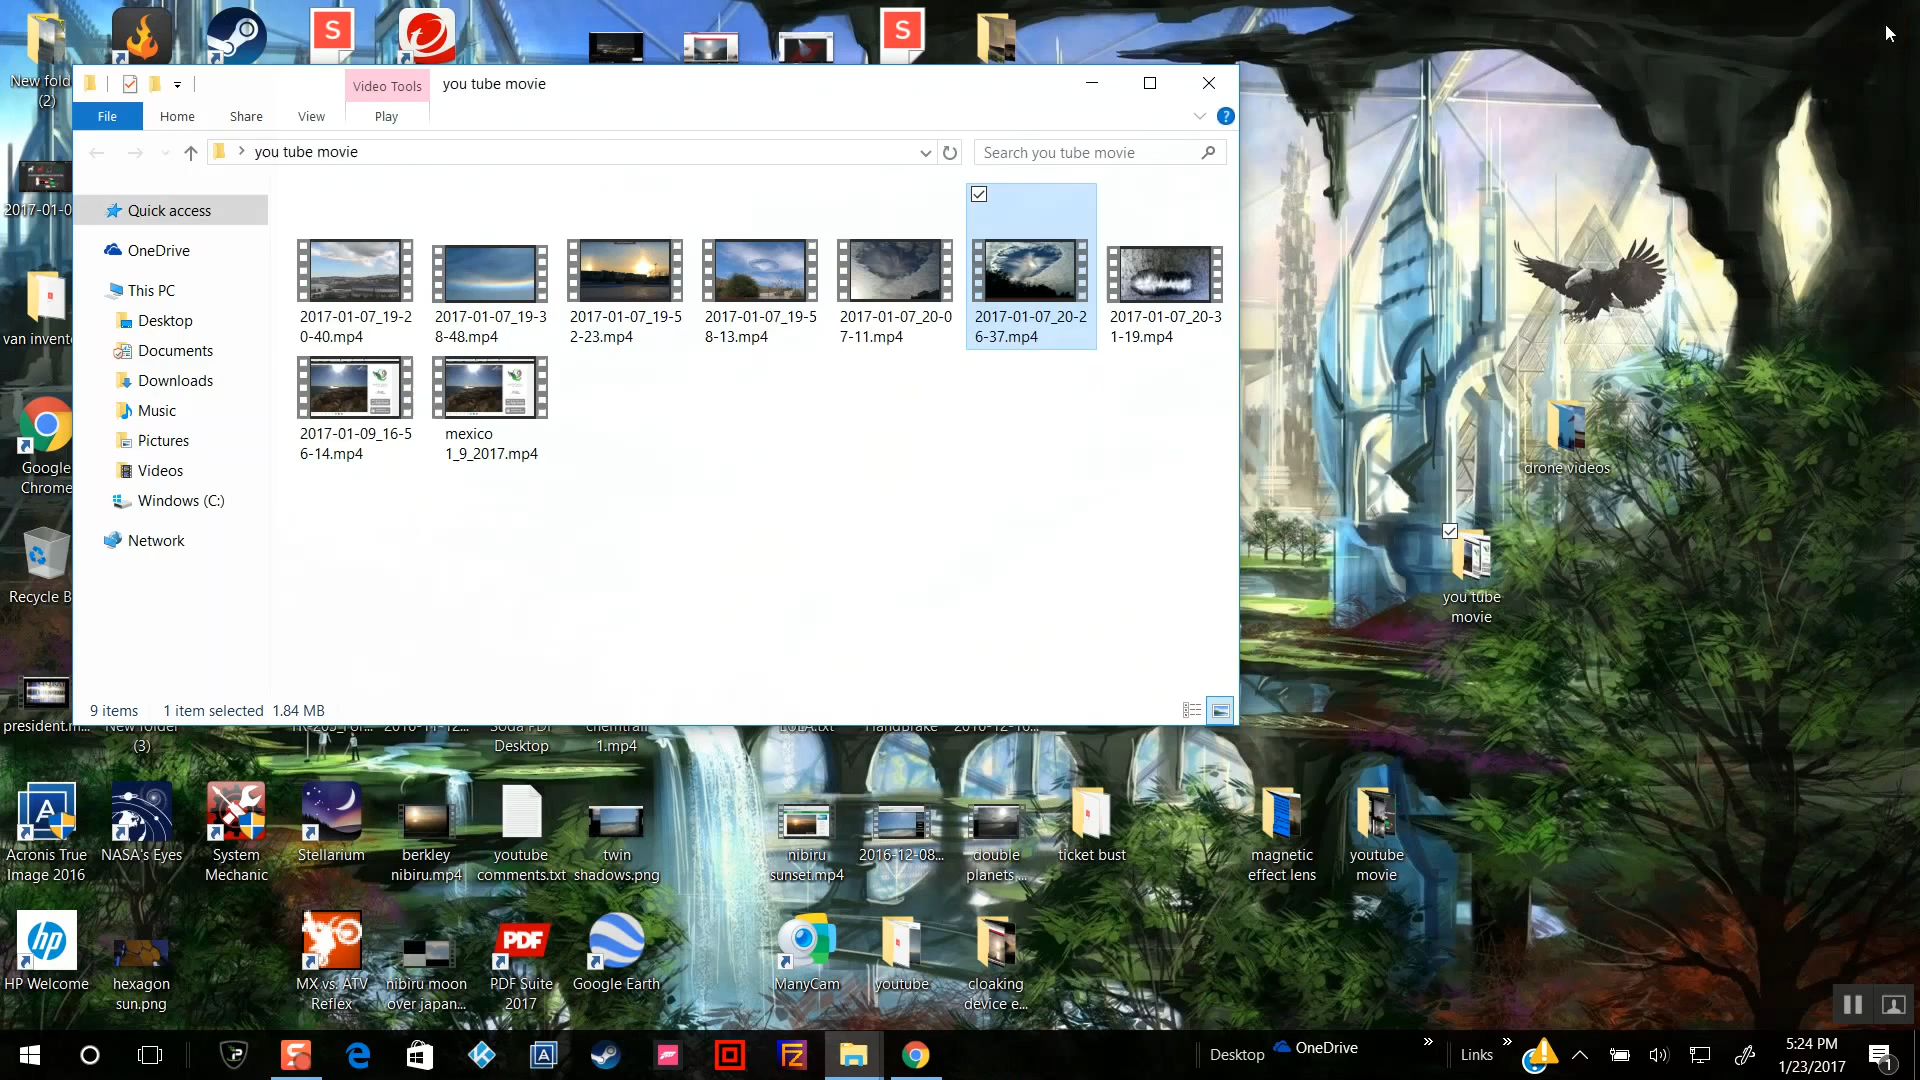 New fold
(2)
Video Tools
you tube movie
File
Home
Share
View
Play
you tube movie
Search you tube movie
Quick access
OneDrive
This PC
Desktop
Documents
Downloads
Music
Pictures
Videos
Windows (C:)
Network
2017-01-07_19-2
0-40.mp4
2017-01-07_19-3
8-48.mp4
2017-01-07_19-5
2-23.mp4
2017-01-07_19-5
8-13.mp4
2017-01-07_20-0
7-11.mp4
2017-01-07_20-2
6-37.mp4
2017-01-07_20-3
1-19.mp4
2017-01-09_16-5
6-14.mp4
mexico
1_9_2017.mp4
9 items
1 item selected 1.84 MB
2017-01-0
van invento
Google
Chrome
Recycle B
president.m...
New folder
(3)
Soda PDF
Desktop
chemtrail
1.mp4
HandBrake
drone videos
you tube
movie
Acronis True
Image 2016
NASA's Eyes
System
Mechanic
Stellarium
berkley
nibiru.mp4
youtube
comments.txt
twin
shadows.png
nibiru
sunset.mp4
2016-12-08...
double
planets ...
ticket bust
magnetic
effect lens
youtube
movie
HP Welcome
hexagon
sun.png
MX vs. ATV
Reflex
nibiru moon
over japan...
PDF
PDF Suite
2017
Google Earth
ManyCam
youtube
cloaking
device e...
Desktop
OneDrive
Links
5:24 PM
1/23/2017
1